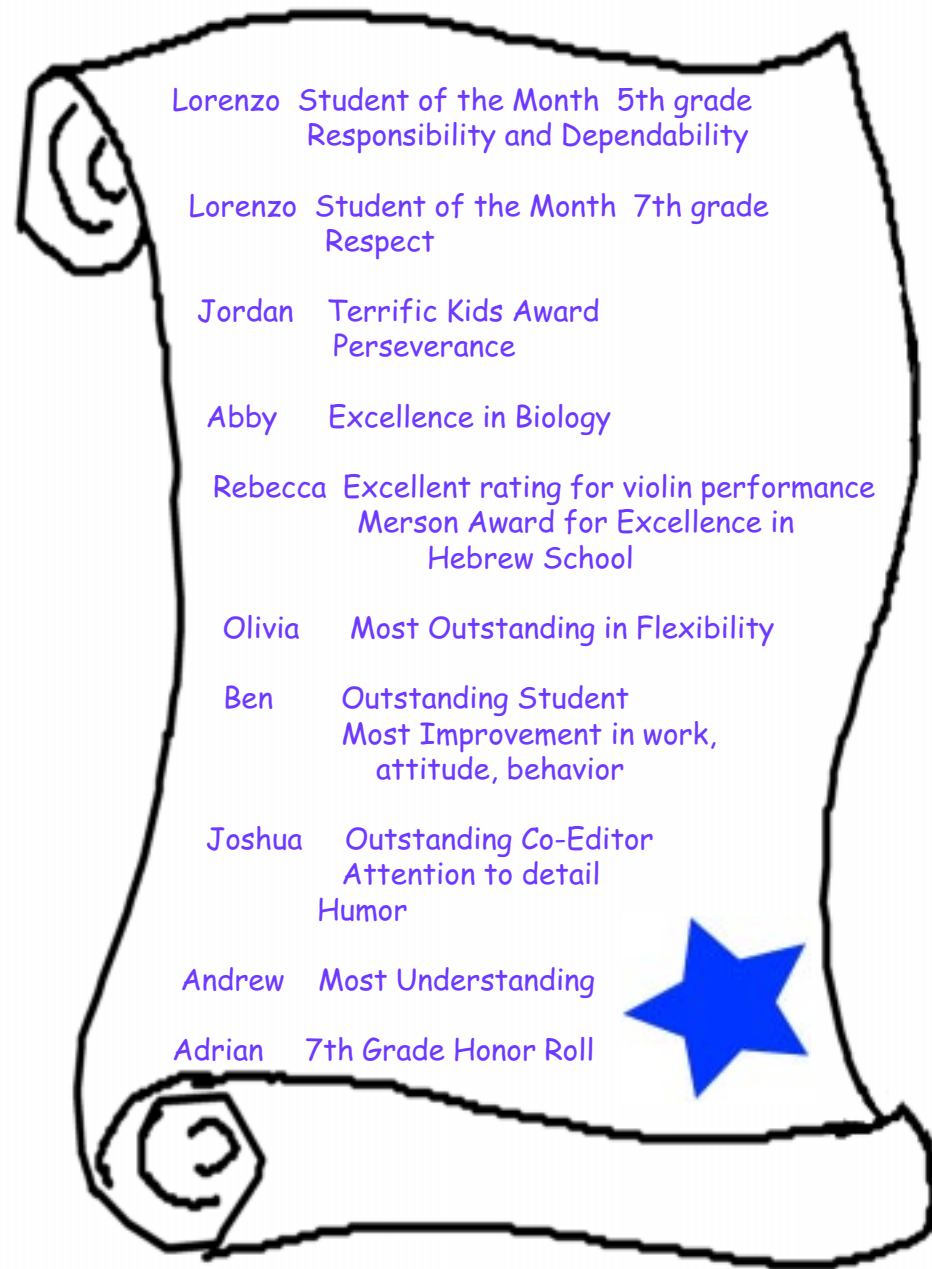 Lorenzo Student of the Month 5th grade
Responsibility and Dependability
Lorenzo Student of the Month 7th grade
Respect
Jordan Terrific Kids Award
Perseverance
Abby Excellence in Biology
Rebecca Excellent rating for violin performance
Merson Award for Excellence in
Hebrew School
Olivia Most Outstanding in Flexibility
Ben Outstanding Student
Most Improvement in work,
attitude, behavior
Joshua Outstanding Co-Editor
Attention to detail
Humor
Andrew Most Understanding
Adrian 7th Grade Honor Roll